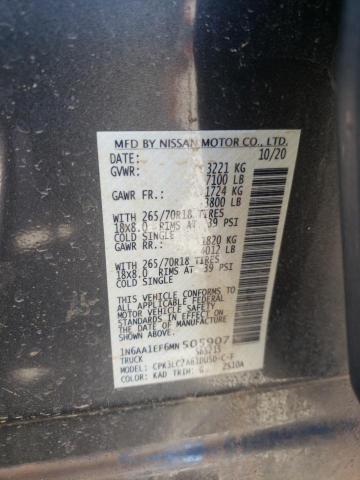 MFD BY NISSAN MOTOR CO., LTD.
DATE: 10/20
GVWR: 3221 KG
7100 LB
GAWR FR: 1724 KG
3800 LB
WITH 265/70R18 TIRES
18x8.0 RIMS AT 39 PSI
COLD SINGLE
GAWR RR: 1820 KG
4012 LB
WITH 265/70R18 TIRES
18x8.0 RIMS AT 39 PSI
COLD SINGLE
THIS VEHICLE CONFORMS TO ALL APPLICABLE
FEDERAL MOTOR VEHICLE SAFETY STANDARDS
IN EFFECT ON THE DATE OF MANUFACTURE
SHOWN ABOVE.
1N6AA1EF6MN 505907
TRUCK
MODEL:
COLOR: KAD TRIM: G 2S10A